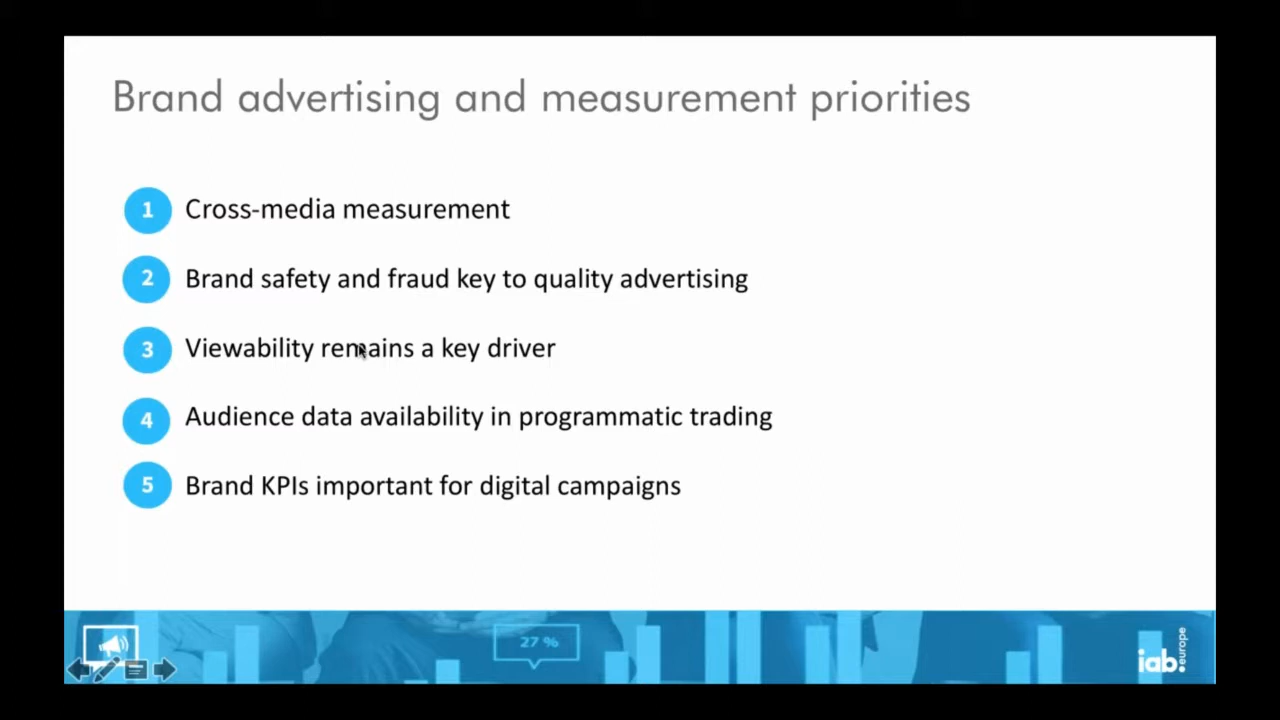 Brand advertising and measurement priorities
1 Cross-media measurement
2 Brand safety and fraud key to quality advertising
3 Viewability remains a key driver
4 Audience data availability in programmatic trading
5 Brand KPIs important for digital campaigns
27 %
iab.europe